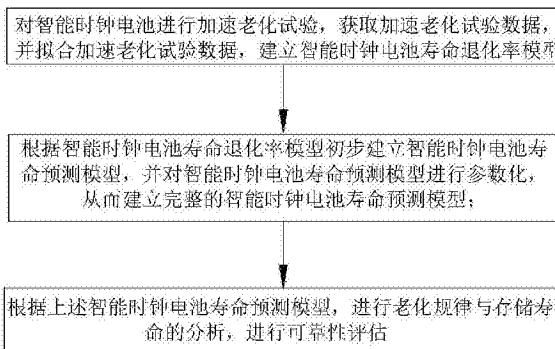 对智能时钟电池进行加速老化试验，获取加速老化试验数据，
并拟合加速老化试验数据，建立智能时钟电池寿命退化率模型
根据智能时钟电池寿命退化率模型初步建立智能时钟电池寿
命预测模型，并对智能时钟电池寿命预测模型进行参数化，
从而建立完整的智能时钟电池寿命预测模型；
根据上述智能时钟电池寿命预测模型，进行老化规律与存储寿
命的分析，进行可靠性评估